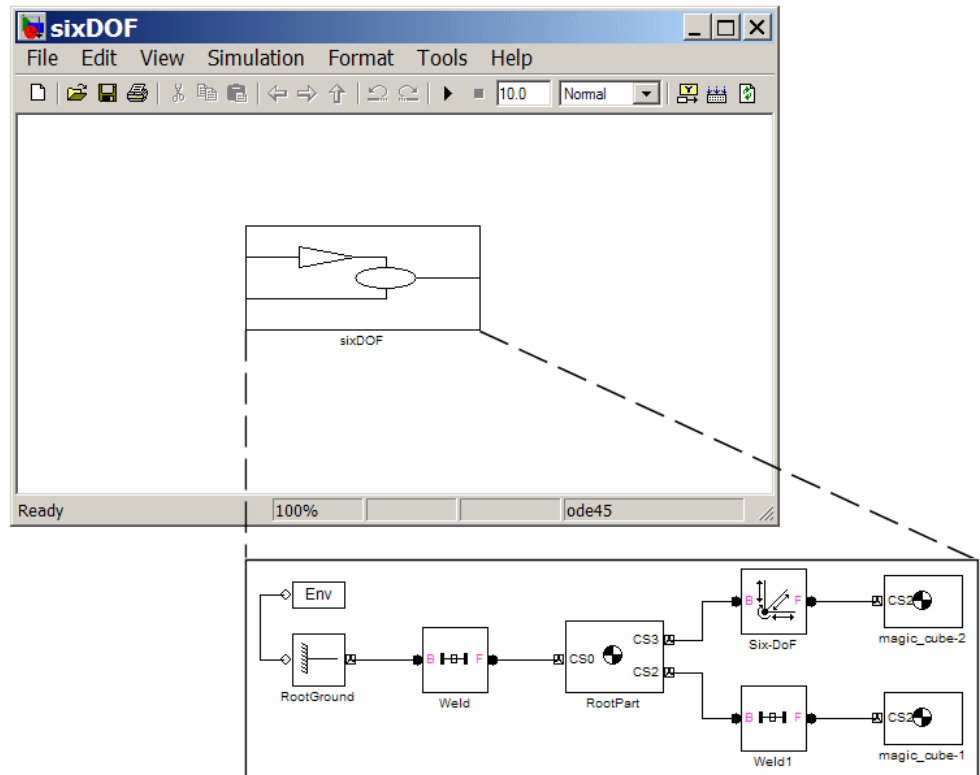 sixDOF
File Edit View Simulation Format Tools Help
10.0 Normal
sixDOF
Ready 100% ode45
Env
RootGround
B F
Weld
CS0 CS3 CS2
RootPart
B F
Six-DoF
CS2
magic_cube-2
B F
Weld1
CS2
magic_cube-1